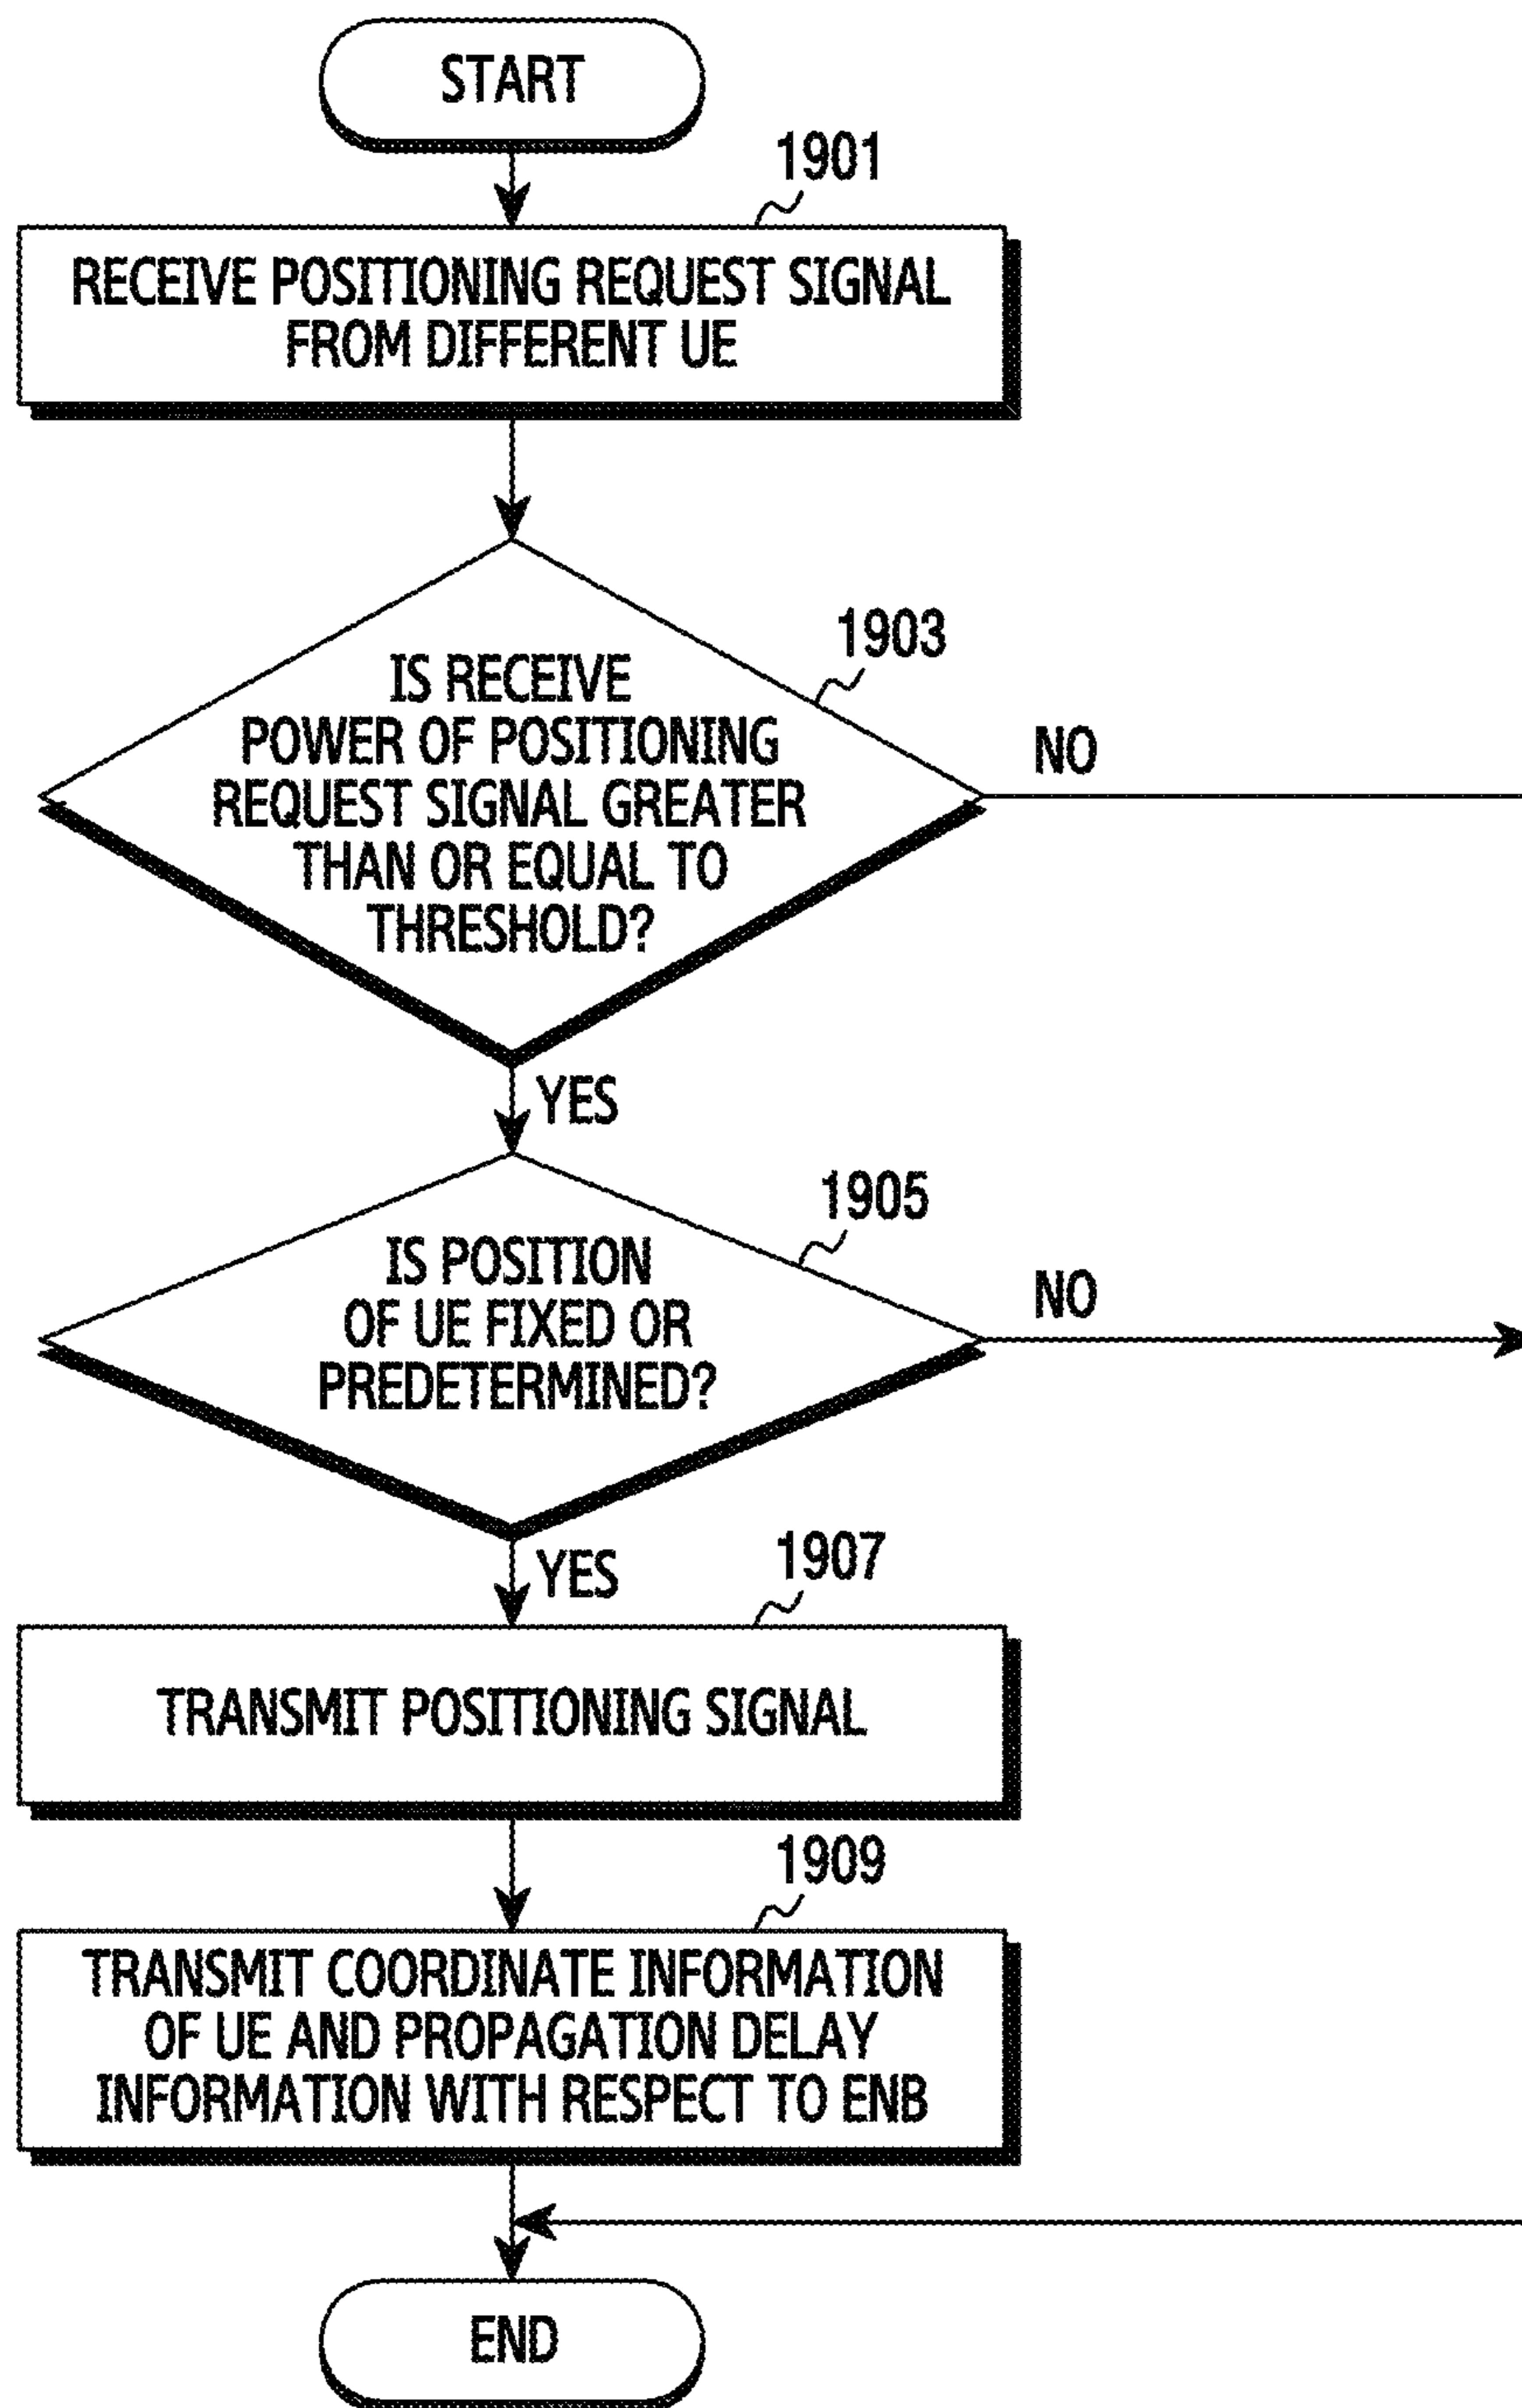 START
1901
RECEIVE POSITIONING REQUEST SIGNAL
FROM DIFFERENT UE
1903
IS RECEIVE
POWER OF POSITIONING
REQUEST SIGNAL GREATER
THAN OR EQUAL TO
THRESHOLD?
NO
YES
1905
IS POSITION
OF UE FIXED OR
PREDETERMINED?
NO
YES
1907
TRANSMIT POSITIONING SIGNAL
1909
TRANSMIT COORDINATE INFORMATION
OF UE AND PROPAGATION DELAY
INFORMATION WITH RESPECT TO ENB
END